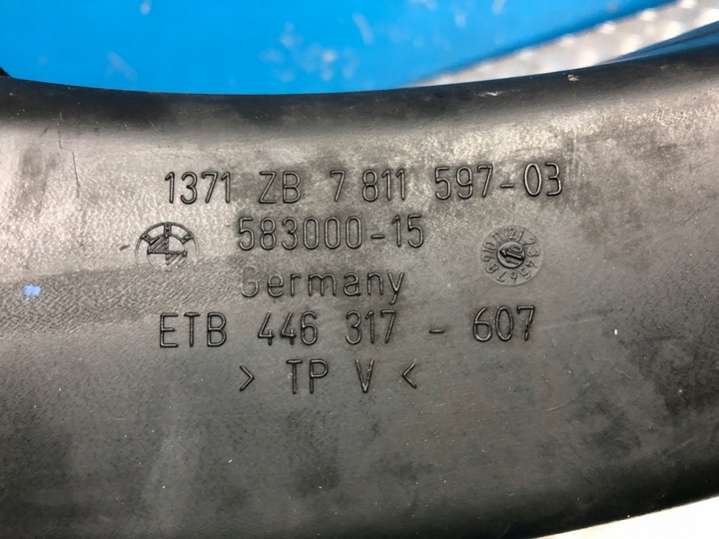 1371 ZB 7 811 597-03
583000-15
Germany
ETB 446 317 - 607
> TP V <